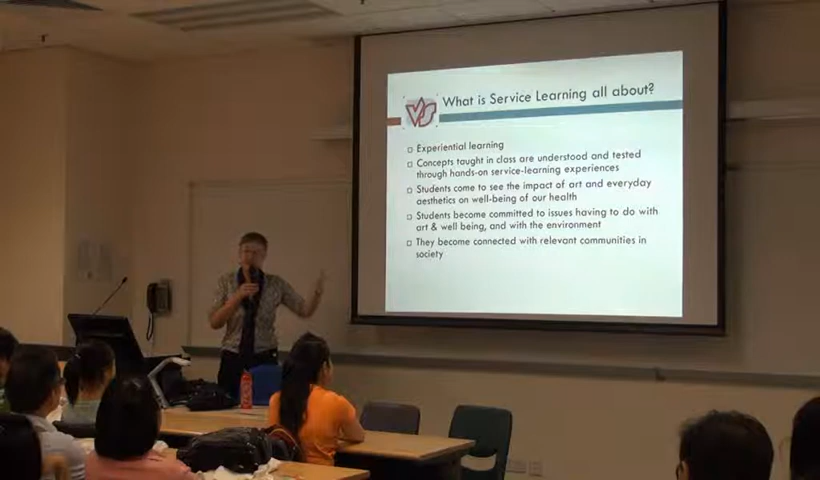 VS
What is Service Learning all about?
Experiential learning
Concepts taught in class are understood and tested
through hands-on service-learning experiences
Students come to see the impact of art and everyday
aesthetics on well-being of our health
Students become committed to issues having to do with
art & well being, and with the environment
They become connected with relevant communities in
society